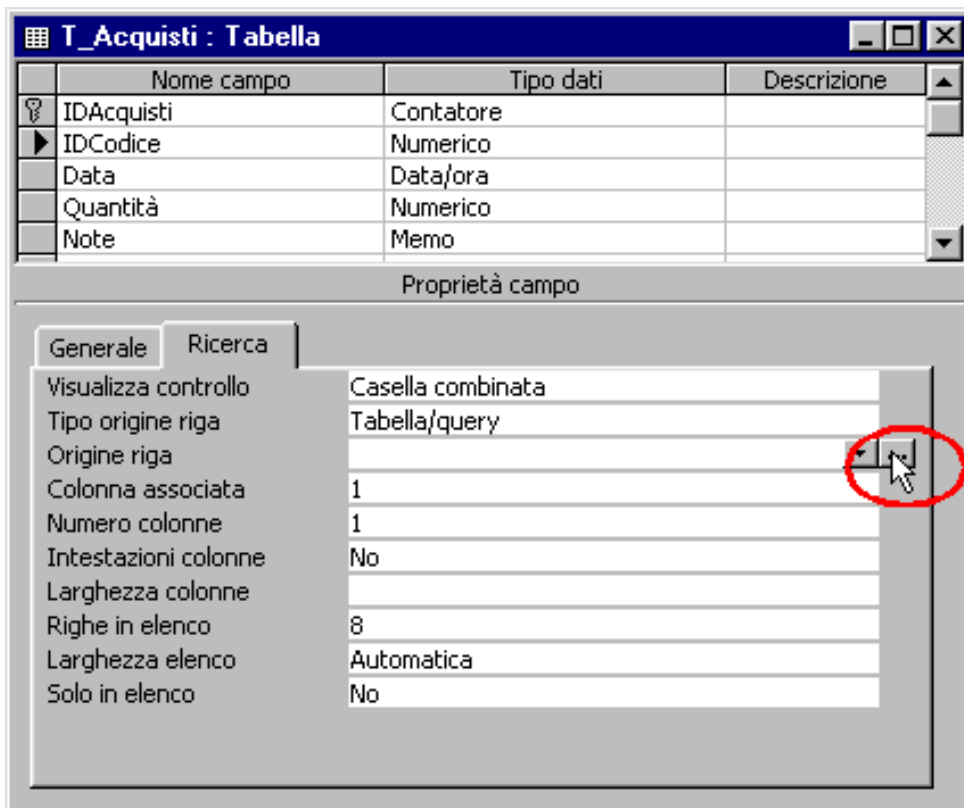 T_Acquisti : Tabella
Nome campo Tipo dati Descrizione
IDAcquisti Contatore
IDCodice Numerico
Data Data/ora
Quantità Numerico
Note Memo
Proprietà campo
Generale Ricerca
Visualizza controllo Casella combinata
Tipo origine riga Tabella/query
Origine riga ...
Colonna associata 1
Numero colonne 1
Intestazioni colonne No
Larghezza colonne
Righe in elenco 8
Larghezza elenco Automatica
Solo in elenco No